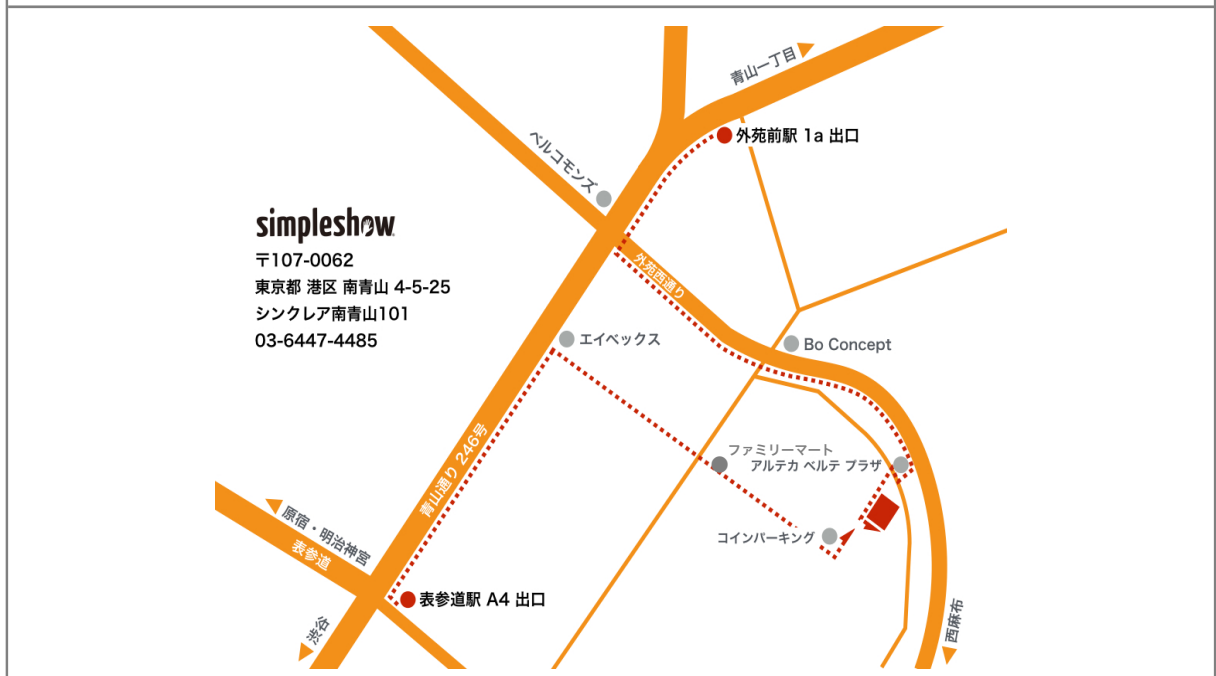 青山一丁目
外苑前駅 1a 出口
ベルコモンズ
simpleshow
〒107-0062
東京都 港区 南青山 4-5-25
シンクレア南青山101
03-6447-4485
外苑西通り
エイベックス
Bo Concept
青山通り 246号
ファミリーマート
アルテカ ベルテ プラザ
原宿・明治神宮
表参道
コインパーキング
表参道駅 A4 出口
渋谷
西麻布